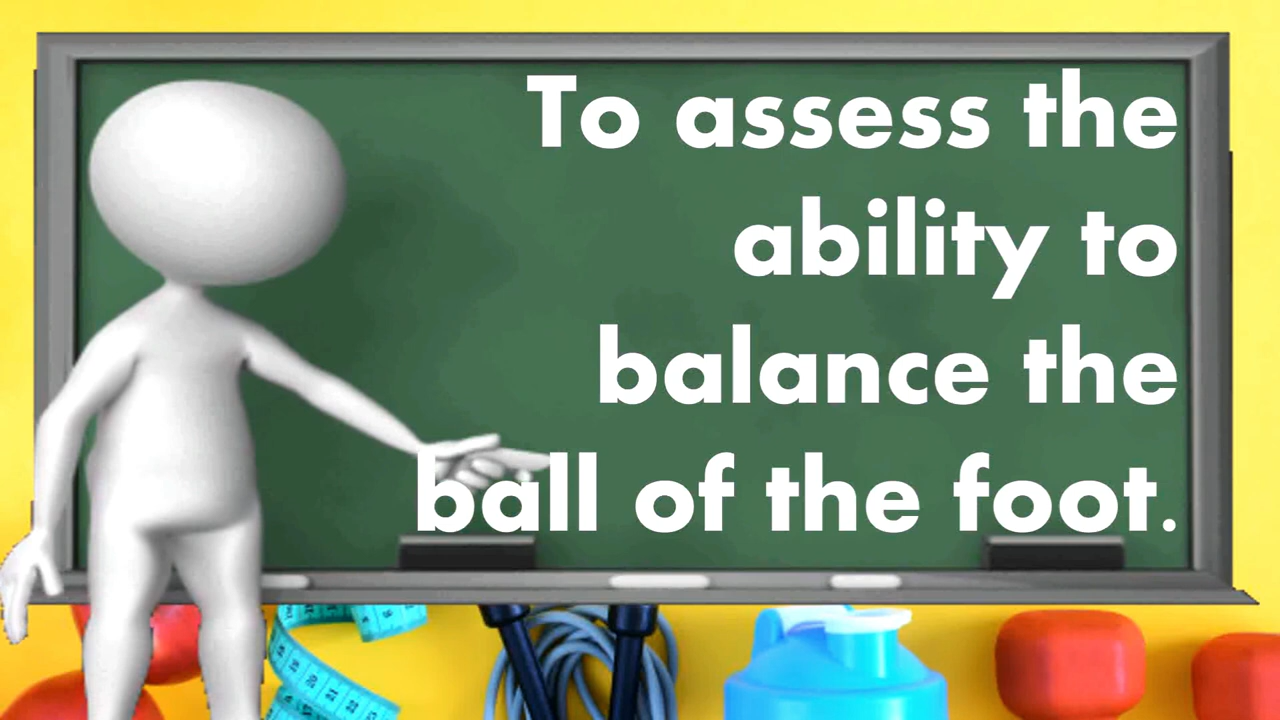 To assess the
ability to
balance the
ball of the foot.